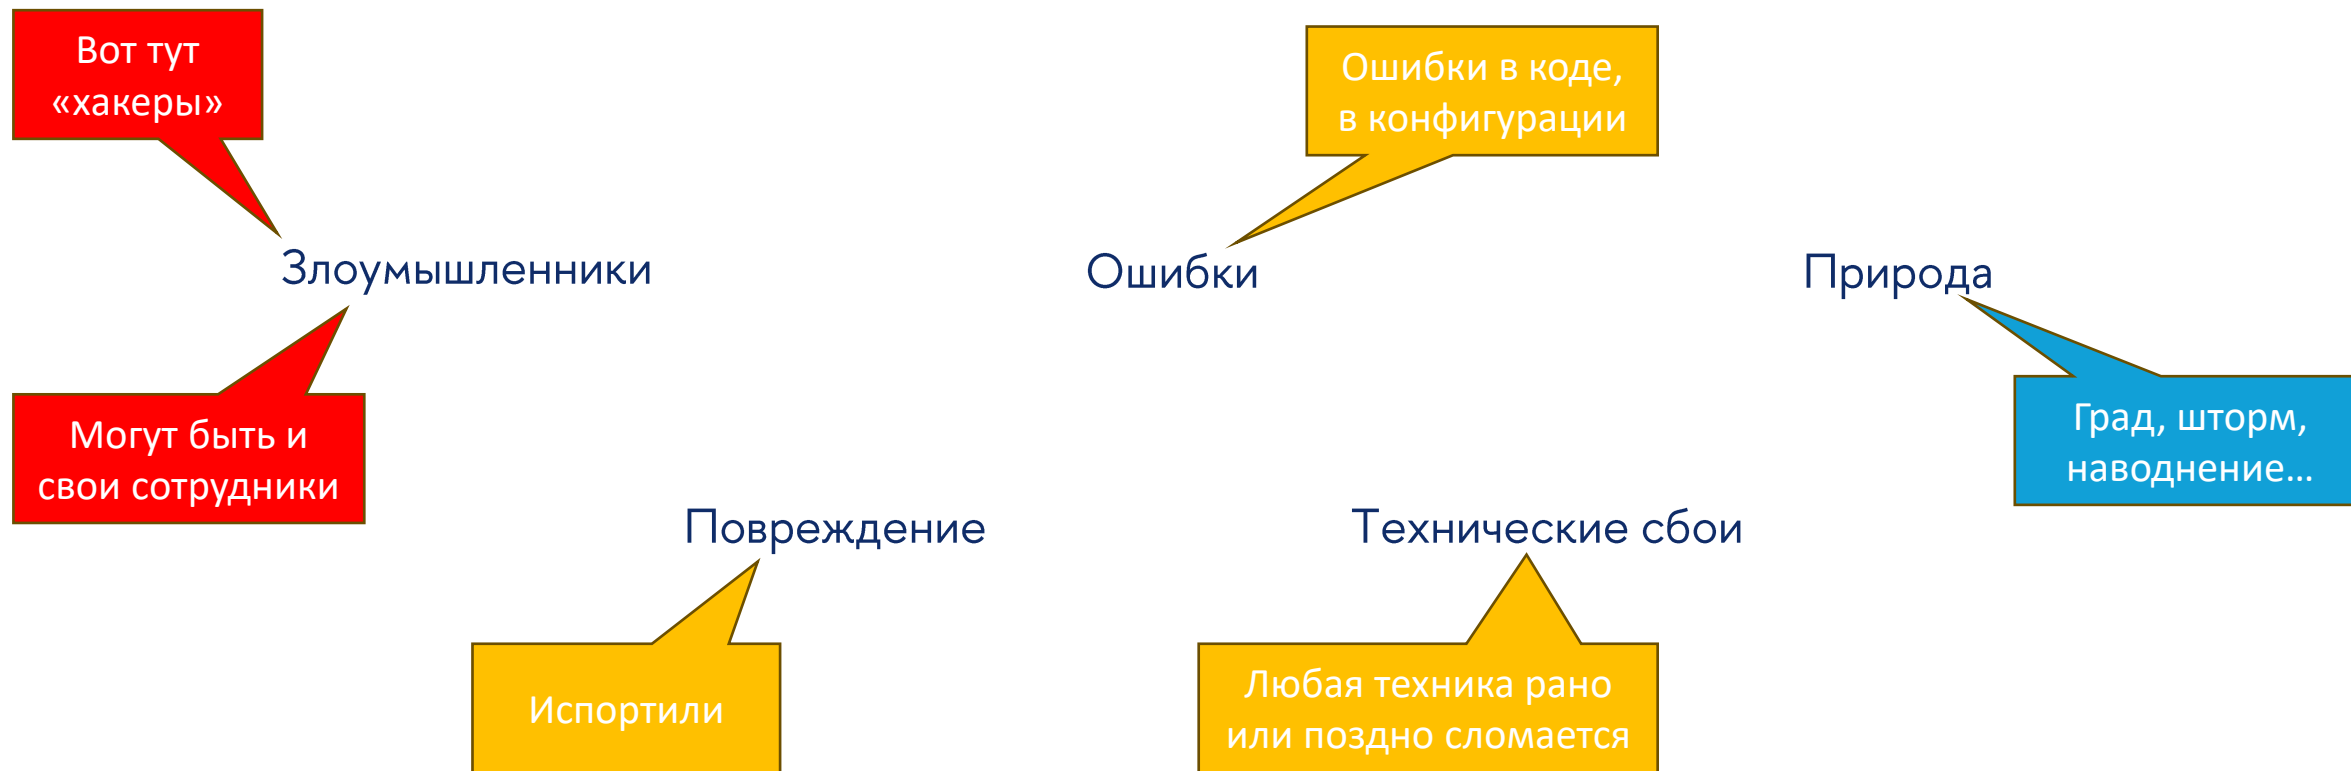 Вот тут
«хакеры»
Ошибки в коде,
в конфигурации
Злоумышленники
Ошибки
Природа
Могут быть и
свои сотрудники
Град, шторм,
наводнение…
Повреждение
Технические сбои
Испортили
Любая техника рано
или поздно сломается